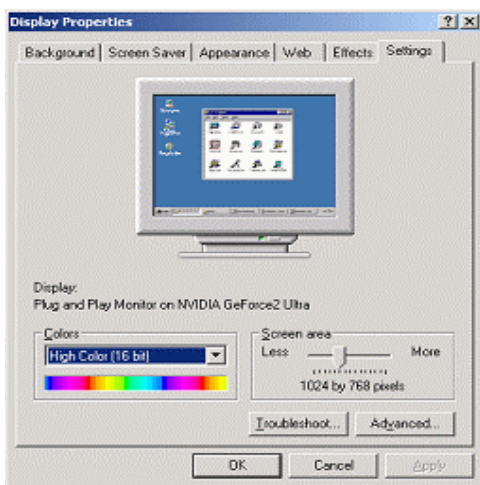 Display Properties
Background Screen Saver Appearance Web Effects Settings
Display:
Plug and Play Monitor on NVIDIA GeForce2 Ultra
Colors Screen area
High Color (16 bit) Less More
1024 by 768 pixels
Troubleshoot... Advanced...
OK Cancel Apply